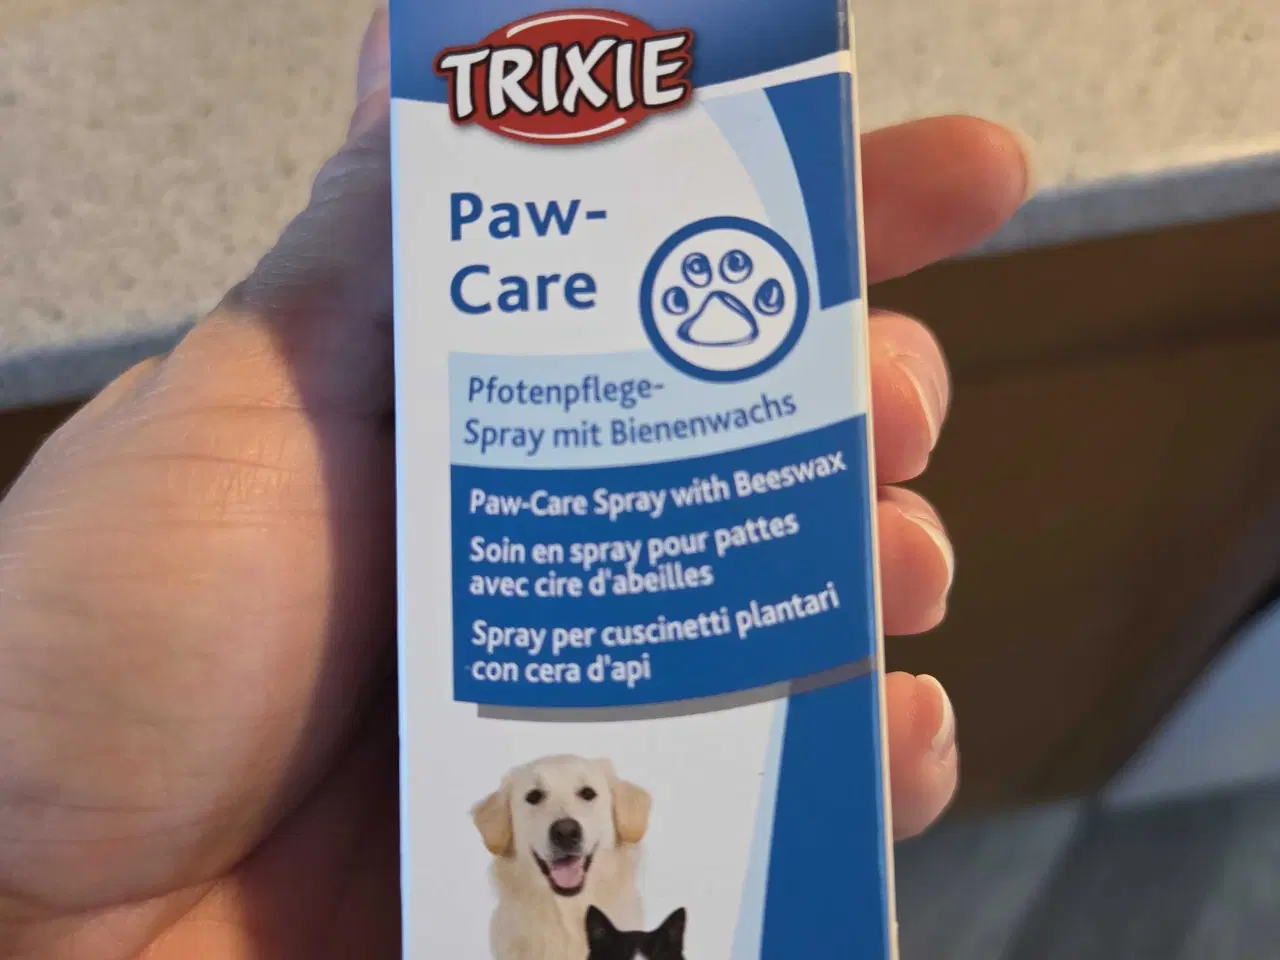 TRIXIE
Paw-
Care
Pfotenpflege-
Spray mit Bienenwachs
Paw-Care Spray with Beeswax
Soin en spray pour pattes
avec cire d'abeilles
Spray per cuscinetti plantari
con cera d'api